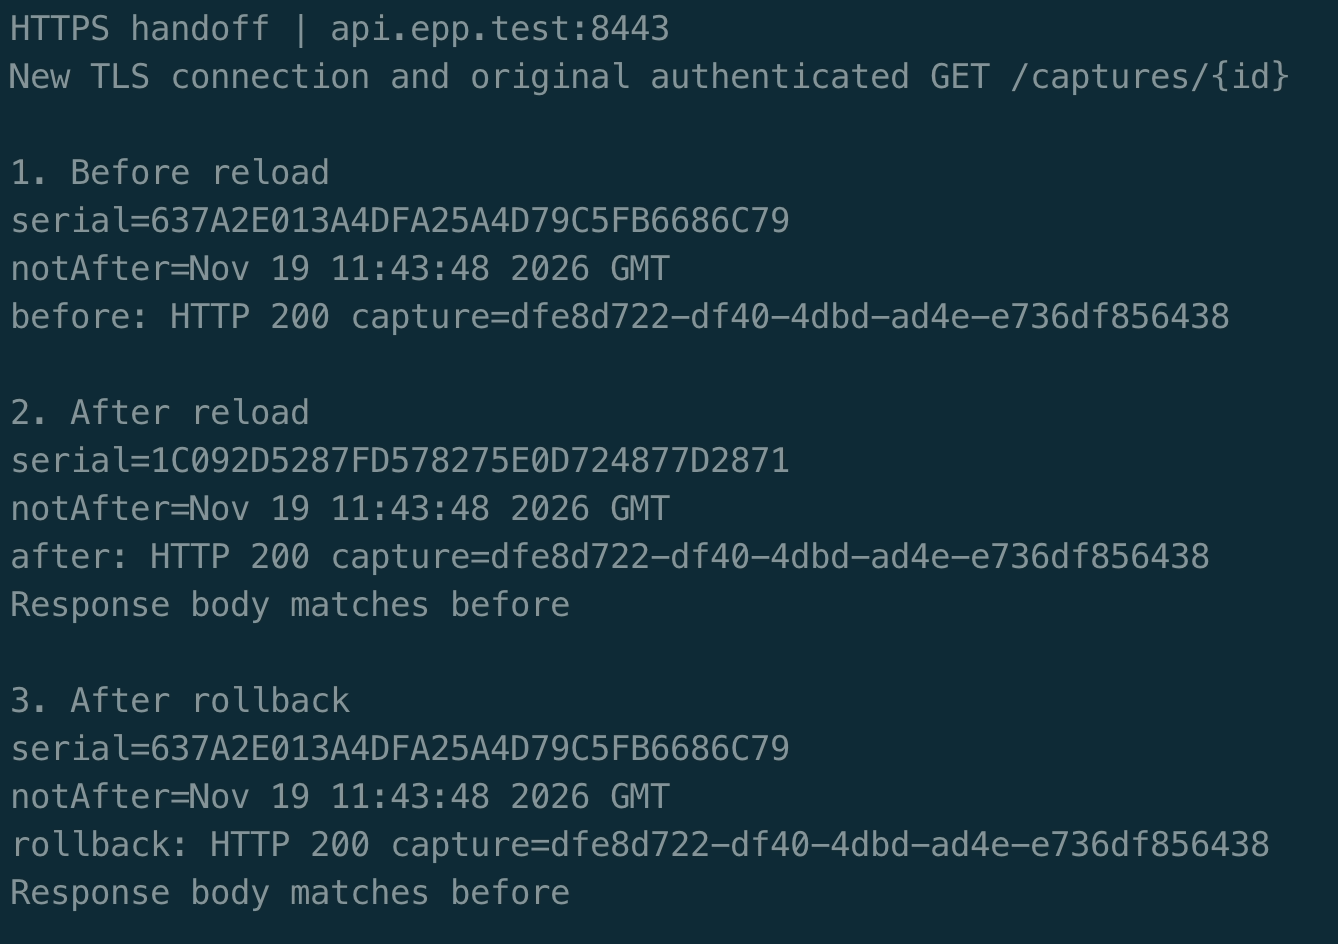 HTTPS handoff | api.epp.test:8443
New TLS connection and original authenticated GET /captures/{id}
1. Before reload
serial=637A2E013A4DFA25A4D79C5FB6686C79
notAfter=Nov 19 11:43:48 2026 GMT
before: HTTP 200 capture=dfe8d722-df40-4dbd-ad4e-e736df856438
2. After reload
serial=1C092D5287FD578275E0D724877D2871
notAfter=Nov 19 11:43:48 2026 GMT
after: HTTP 200 capture=dfe8d722-df40-4dbd-ad4e-e736df856438
Response body matches before
3. After rollback
serial=637A2E013A4DFA25A4D79C5FB6686C79
notAfter=Nov 19 11:43:48 2026 GMT
rollback: HTTP 200 capture=dfe8d722-df40-4dbd-ad4e-e736df856438
Response body matches before